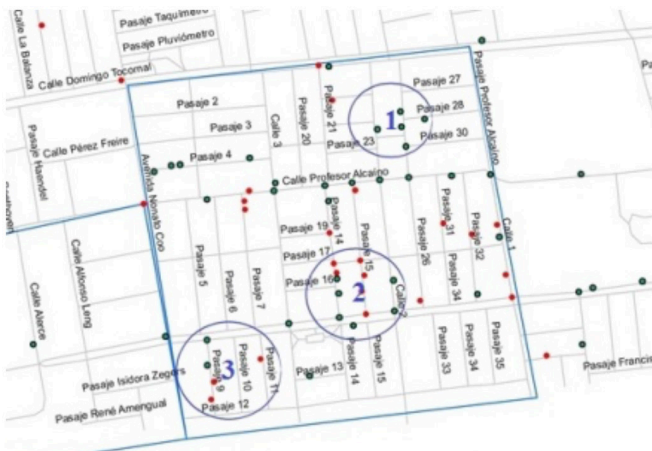 Calle La Balanza
Pasaje Taquímetro
Pasaje Pluviómetro
Calle Domingo Tocornal
Pasaje Haendel
Calle Pérez Freire
Beethoven
Pasaje 2
Pasaje 3
Pasaje 4
Calle 3
Pasaje 20
Pasaje 21
Pasaje 23
1
Pasaje 27
Pasaje 28
Pasaje 30
Pasaje Profesor Alcaíno
Calle Profesor Alcaíno
Avenida Nonato Coo
Calle Alfonso Leng
Calle Alerce
Pasaje 5
Pasaje 6
Pasaje 7
Pasaje 19
Pasaje 14
Pasaje 17
Pasaje 15
Pasaje 16
2
Calle 2
Pasaje 26
Pasaje 31
Pasaje 32
Pasaje 34
Calle 1
Pasaje Isidora Zegers
Pasaje René Amengual
Pasaje 9
3
Pasaje 10
Pasaje 11
Pasaje 12
Pasaje 13
Pasaje 14
Pasaje 15
Pasaje 33
Pasaje 34
Pasaje 35
Pasaje Francis